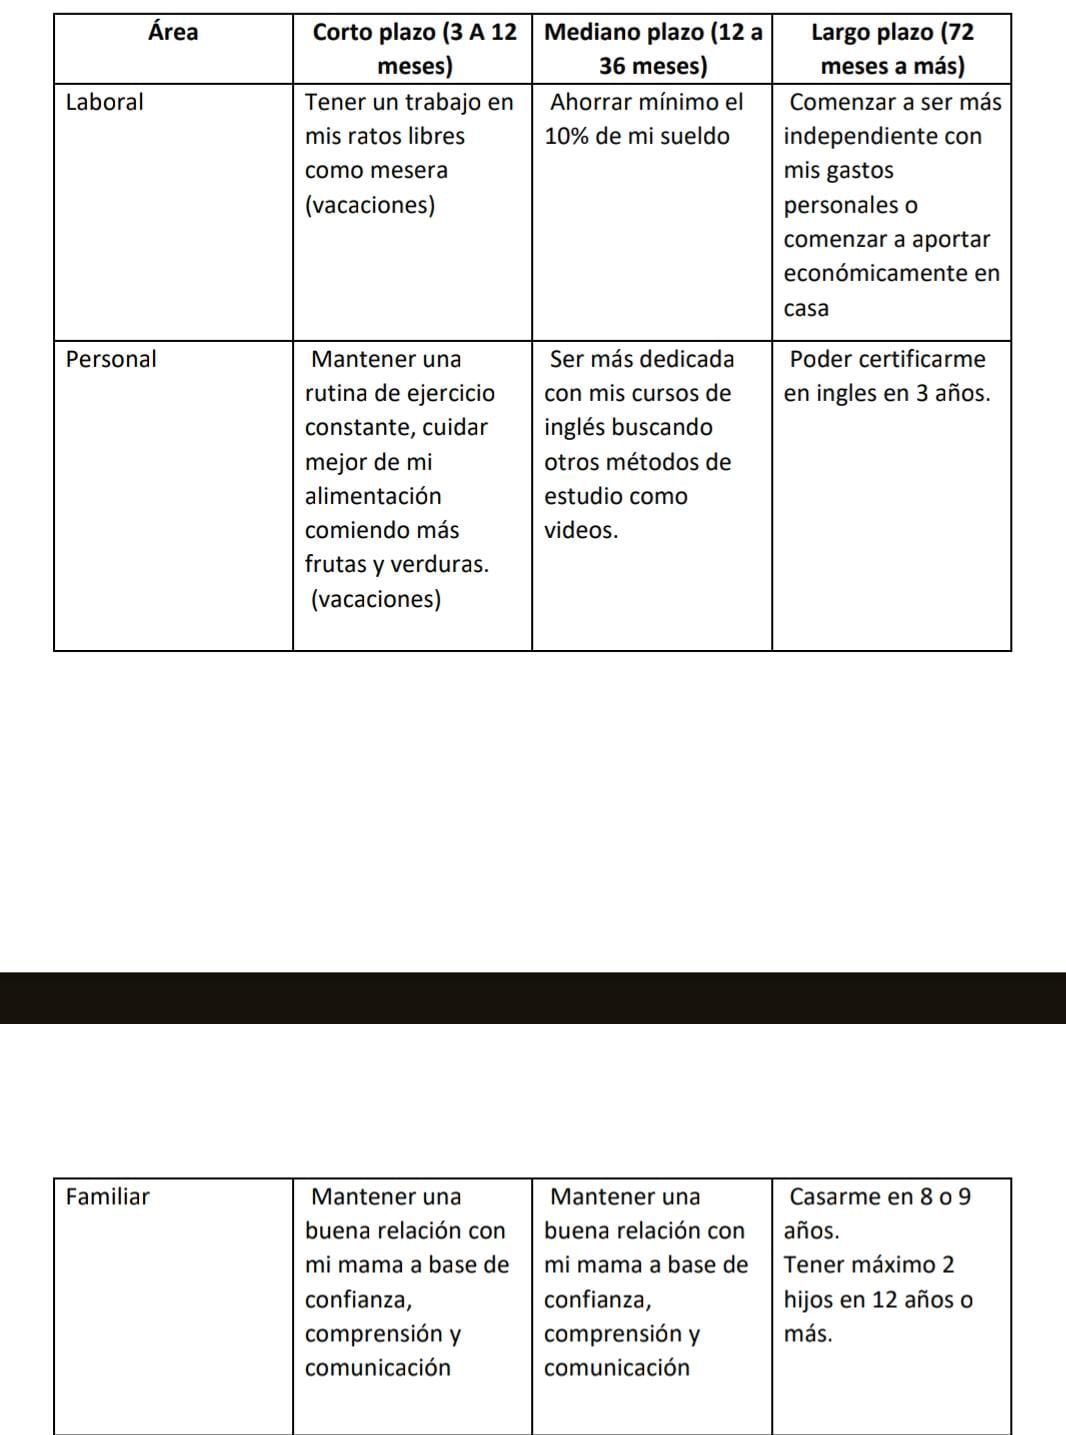 Área
Corto plazo (3 A 12
meses)
Mediano plazo (12 a
36 meses)
Largo plazo (72
meses a más)
Laboral
Tener un trabajo en
mis ratos libres
como mesera
(vacaciones)
Ahorrar mínimo el
10% de mi sueldo
Comenzar a ser más
independiente con
mis gastos
personales o
comenzar a aportar
económicamente en
casa
Personal
Mantener una
rutina de ejercicio
constante, cuidar
mejor de mi
alimentación
comiendo más
frutas y verduras.
(vacaciones)
Ser más dedicada
con mis cursos de
inglés buscando
otros métodos de
estudio como
videos.
Poder certificarme
en ingles en 3 años.
Familiar
Mantener una
buena relación con
mi mama a base de
confianza,
comprensión y
comunicación
Mantener una
buena relación con
mi mama a base de
confianza,
comprensión y
comunicación
Casarme en 8 o 9
años.
Tener máximo 2
hijos en 12 años o
más.